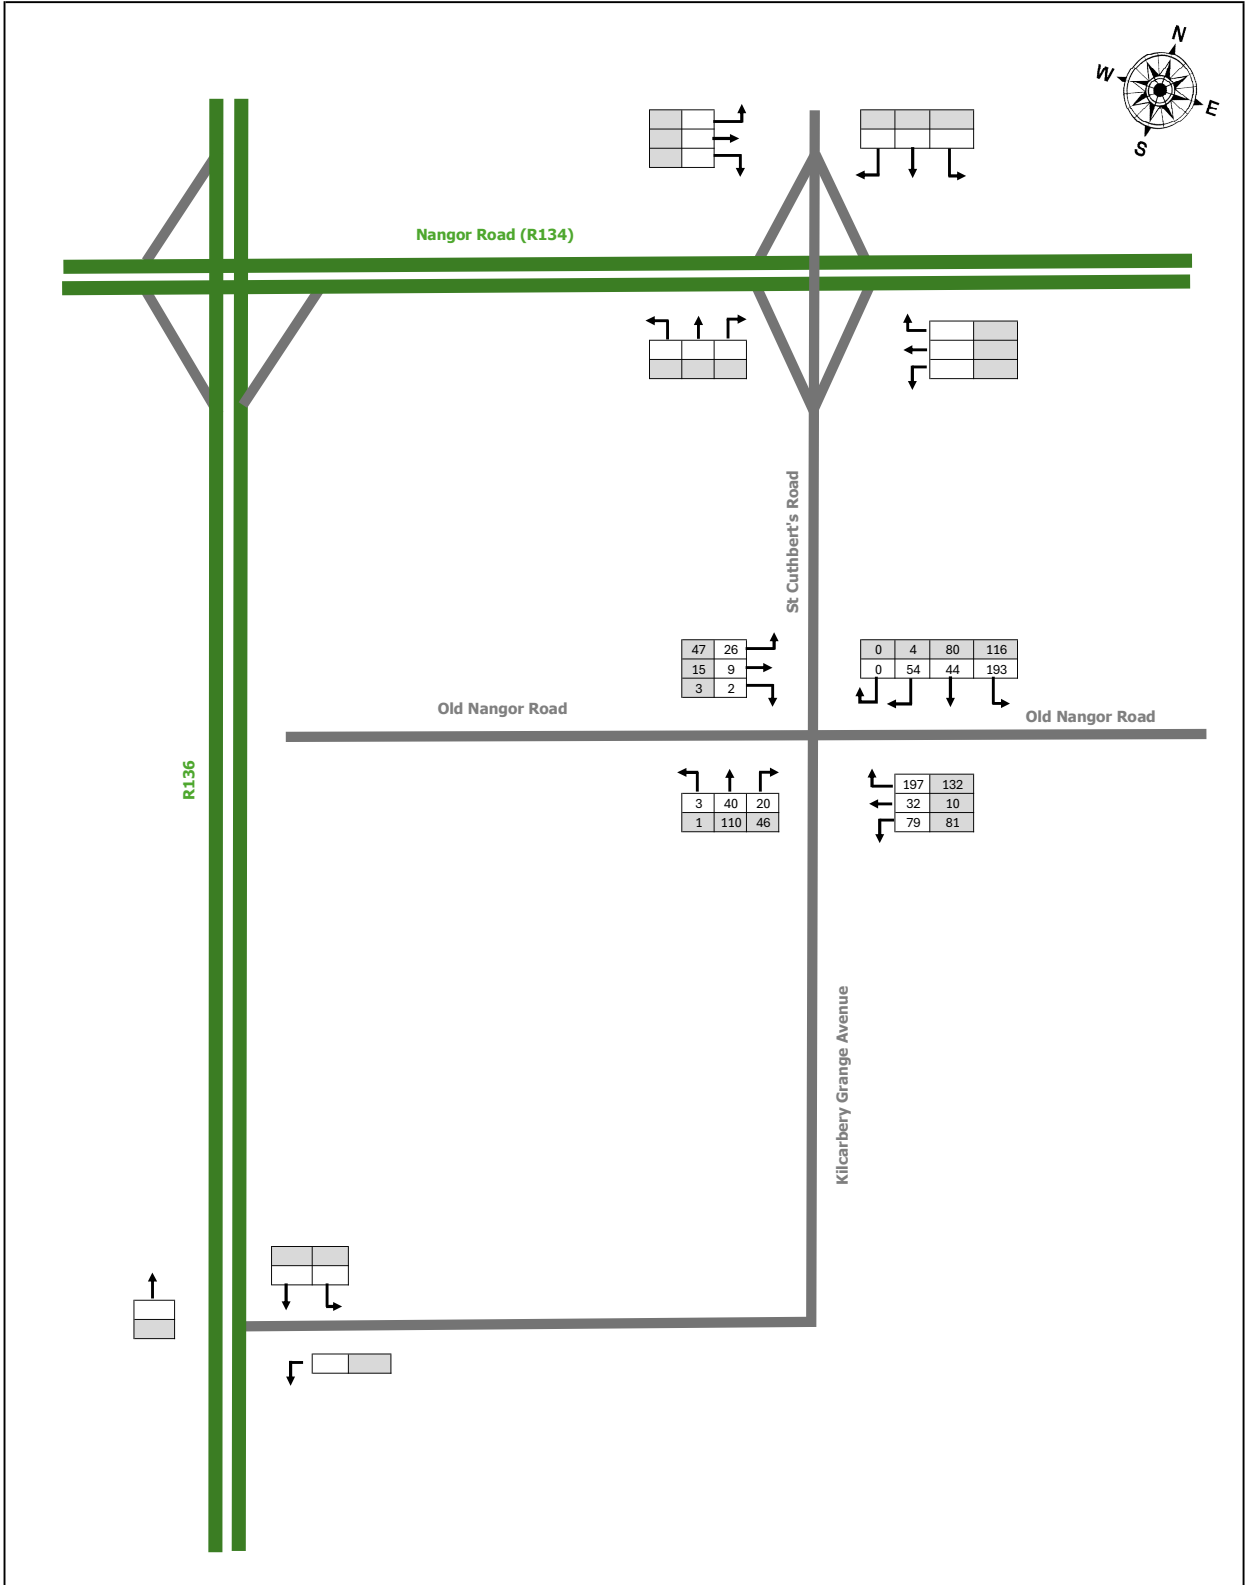 N
W
E
S
Nangor Road (R134)
St Cuthbert's Road
47 26
15 9
3 2
0 4 80 116
0 54 44 193
Old Nangor Road
Old Nangor Road
R136
3 40 20
1 110 46
197 132
32 10
79 81
Kilcarbery Grange Avenue